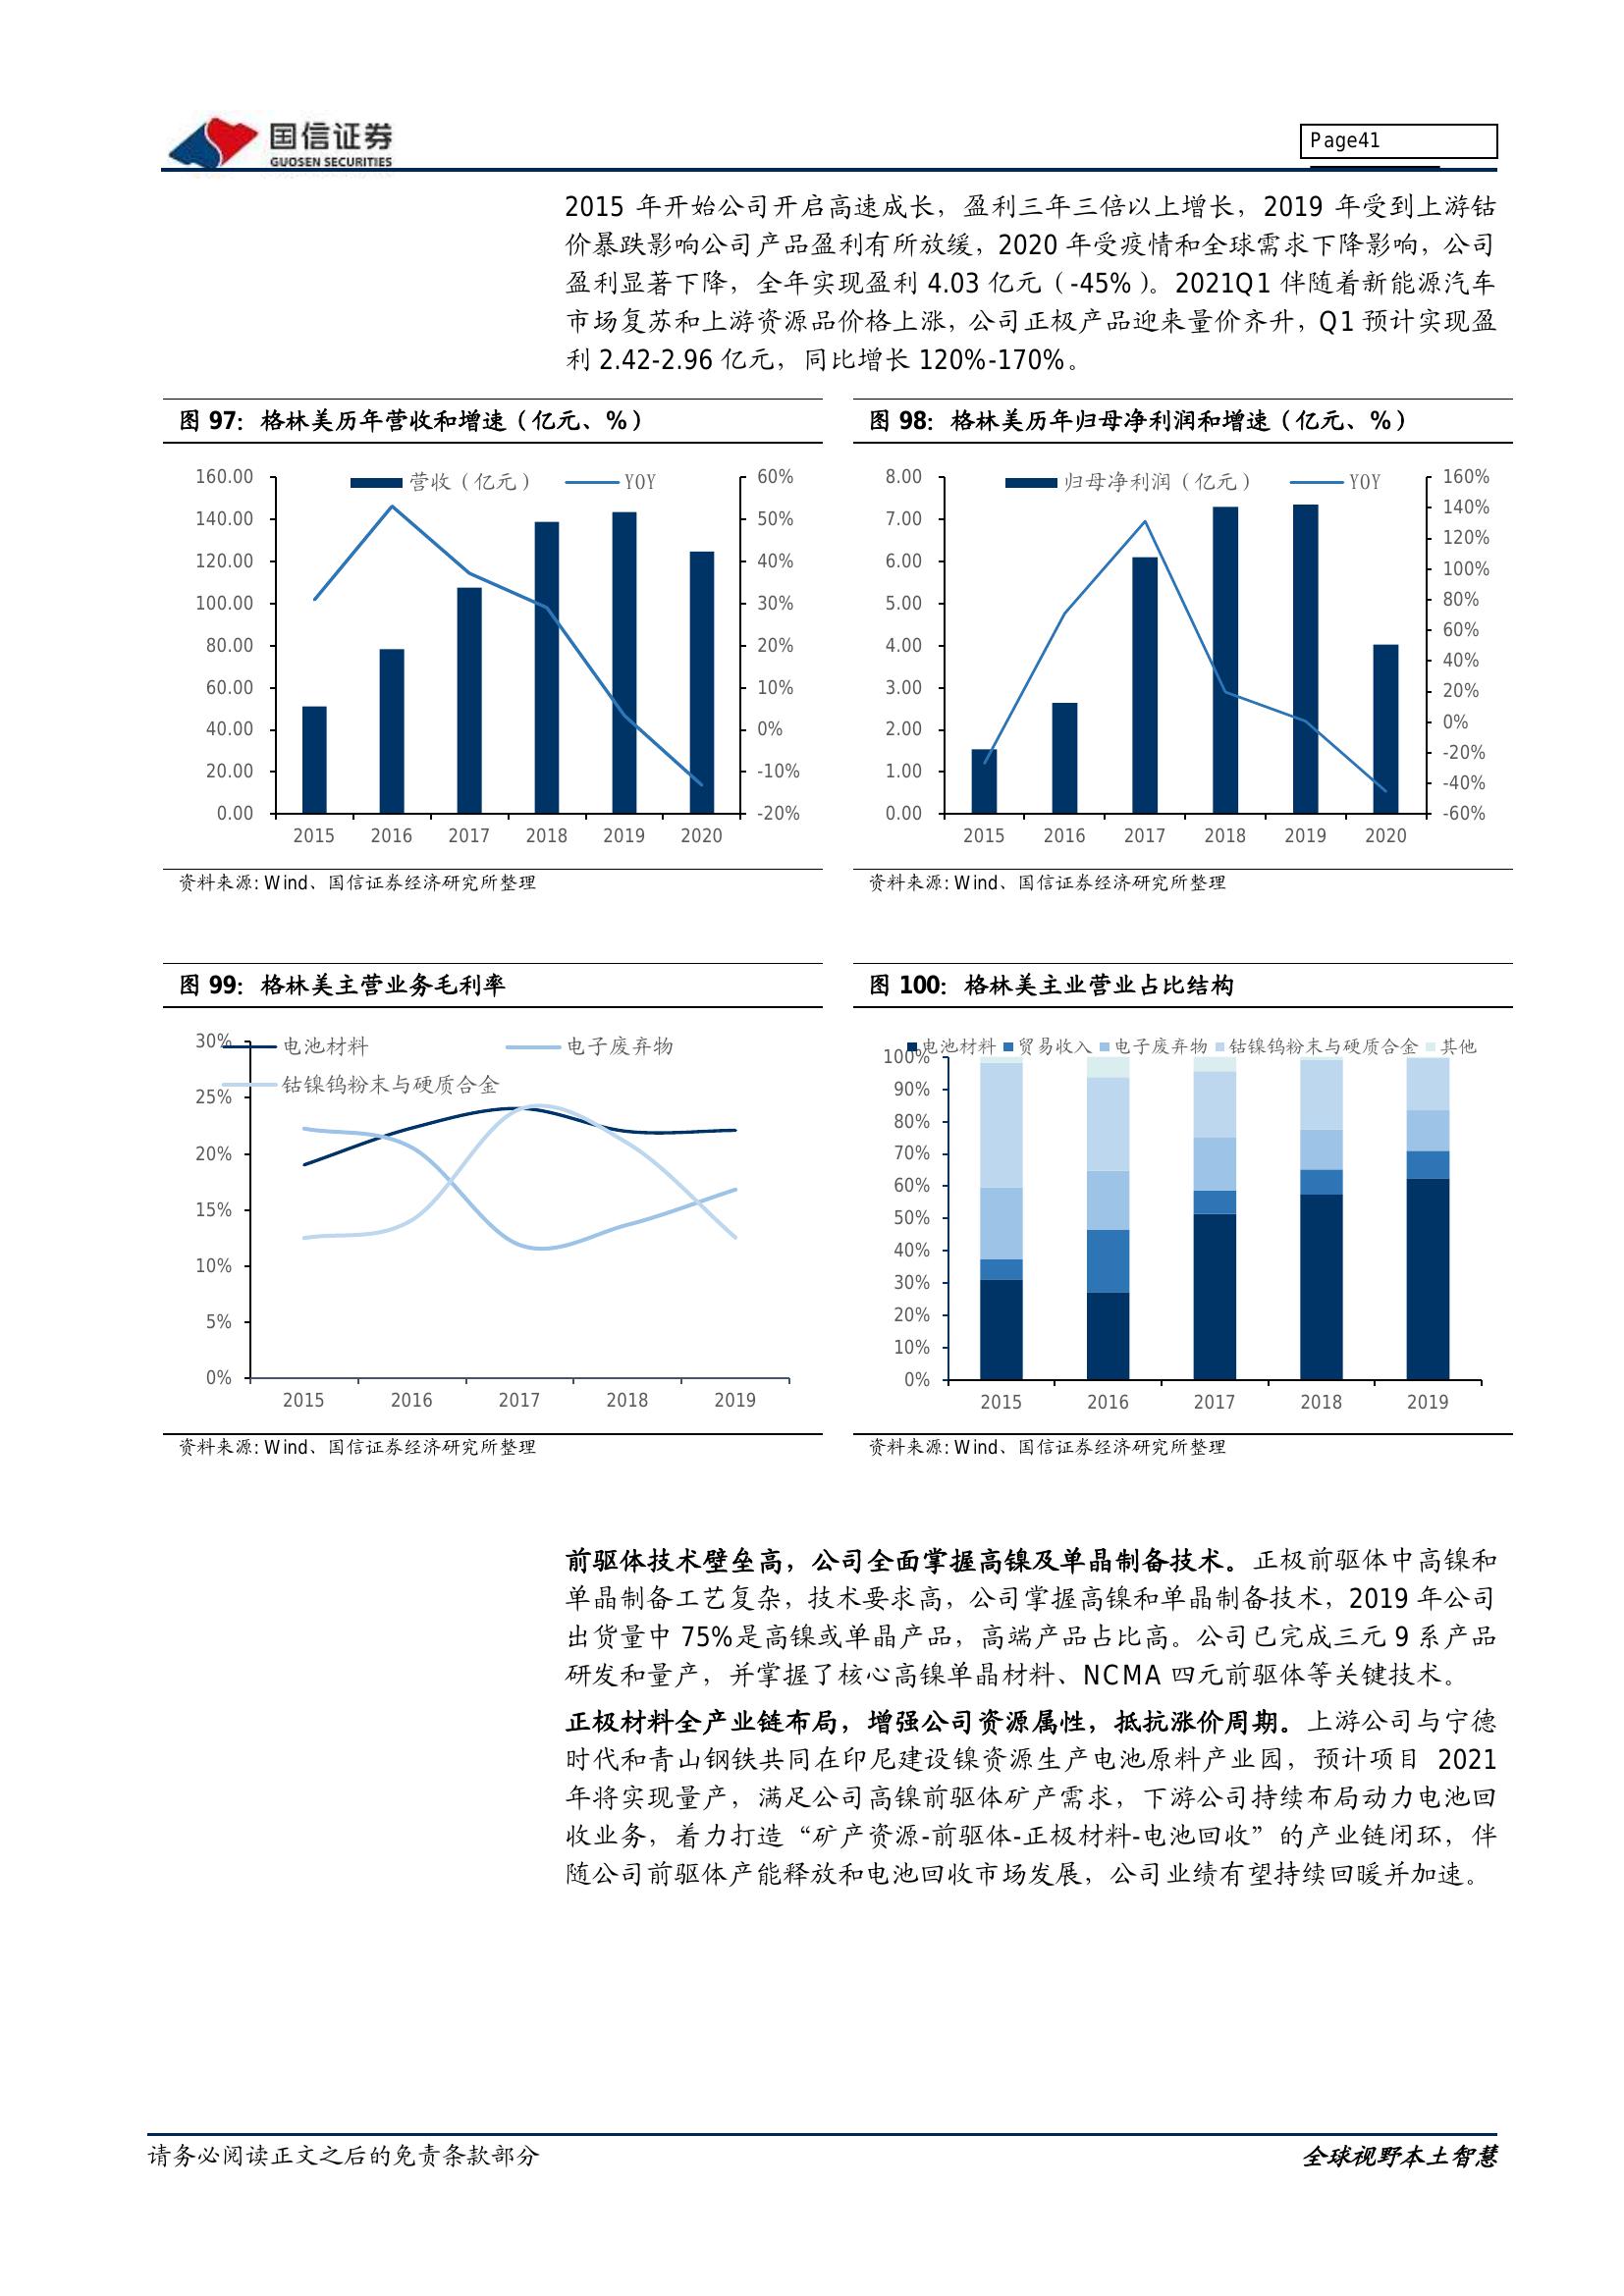 国信证券
GUOSEN SECURITIES
Page41
2015 年开始公司开启高速成长，盈利三年三倍以上增长，2019 年受到上游钴
价暴跌影响公司产品盈利有所放缓，2020 年受疫情和全球需求下降影响，公司
盈利显著下降，全年实现盈利 4.03 亿元（-45%）。2021Q1 伴随着新能源汽车
市场复苏和上游资源品价格上涨，公司正极产品迎来量价齐升，Q1 预计实现盈
利 2.42-2.96 亿元，同比增长 120%-170%。
图 97：格林美历年营收和增速（亿元、%）
营收（亿元） YOY
160.00
140.00
120.00
100.00
80.00
60.00
40.00
20.00
0.00
60%
50%
40%
30%
20%
10%
0%
-10%
-20%
2015 2016 2017 2018 2019 2020
资料来源: Wind、国信证券经济研究所整理
图 98：格林美历年归母净利润和增速（亿元、%）
归母净利润（亿元） YOY
8.00
7.00
6.00
5.00
4.00
3.00
2.00
1.00
0.00
160%
140%
120%
100%
80%
60%
40%
20%
0%
-20%
-40%
-60%
2015 2016 2017 2018 2019 2020
资料来源: Wind、国信证券经济研究所整理
图 99：格林美主营业务毛利率
电池材料 电子废弃物
钴镍钨粉末与硬质合金
30%
25%
20%
15%
10%
5%
0%
2015 2016 2017 2018 2019
资料来源: Wind、国信证券经济研究所整理
图 100：格林美主业营业占比结构
电池材料 贸易收入 电子废弃物 钴镍钨粉末与硬质合金 其他
100%
90%
80%
70%
60%
50%
40%
30%
20%
10%
0%
2015 2016 2017 2018 2019
资料来源: Wind、国信证券经济研究所整理
前驱体技术壁垒高，公司全面掌握高镍及单晶制备技术。正极前驱体中高镍和
单晶制备工艺复杂，技术要求高，公司掌握高镍和单晶制备技术，2019 年公司
出货量中 75%是高镍或单晶产品，高端产品占比高。公司已完成三元 9 系产品
研发和量产，并掌握了核心高镍单晶材料、NCMA 四元前驱体等关键技术。
正极材料全产业链布局，增强公司资源属性，抵抗涨价周期。上游公司与宁德
时代和青山钢铁共同在印尼建设镍资源生产电池原料产业园，预计项目 2021
年将实现量产，满足公司高镍前驱体矿产需求，下游公司持续布局动力电池回
收业务，着力打造“矿产资源-前驱体-正极材料-电池回收”的产业链闭环，伴
随公司前驱体产能释放和电池回收市场发展，公司业绩有望持续回暖并加速。
请务必阅读正文之后的免责条款部分
全球视野本土智慧